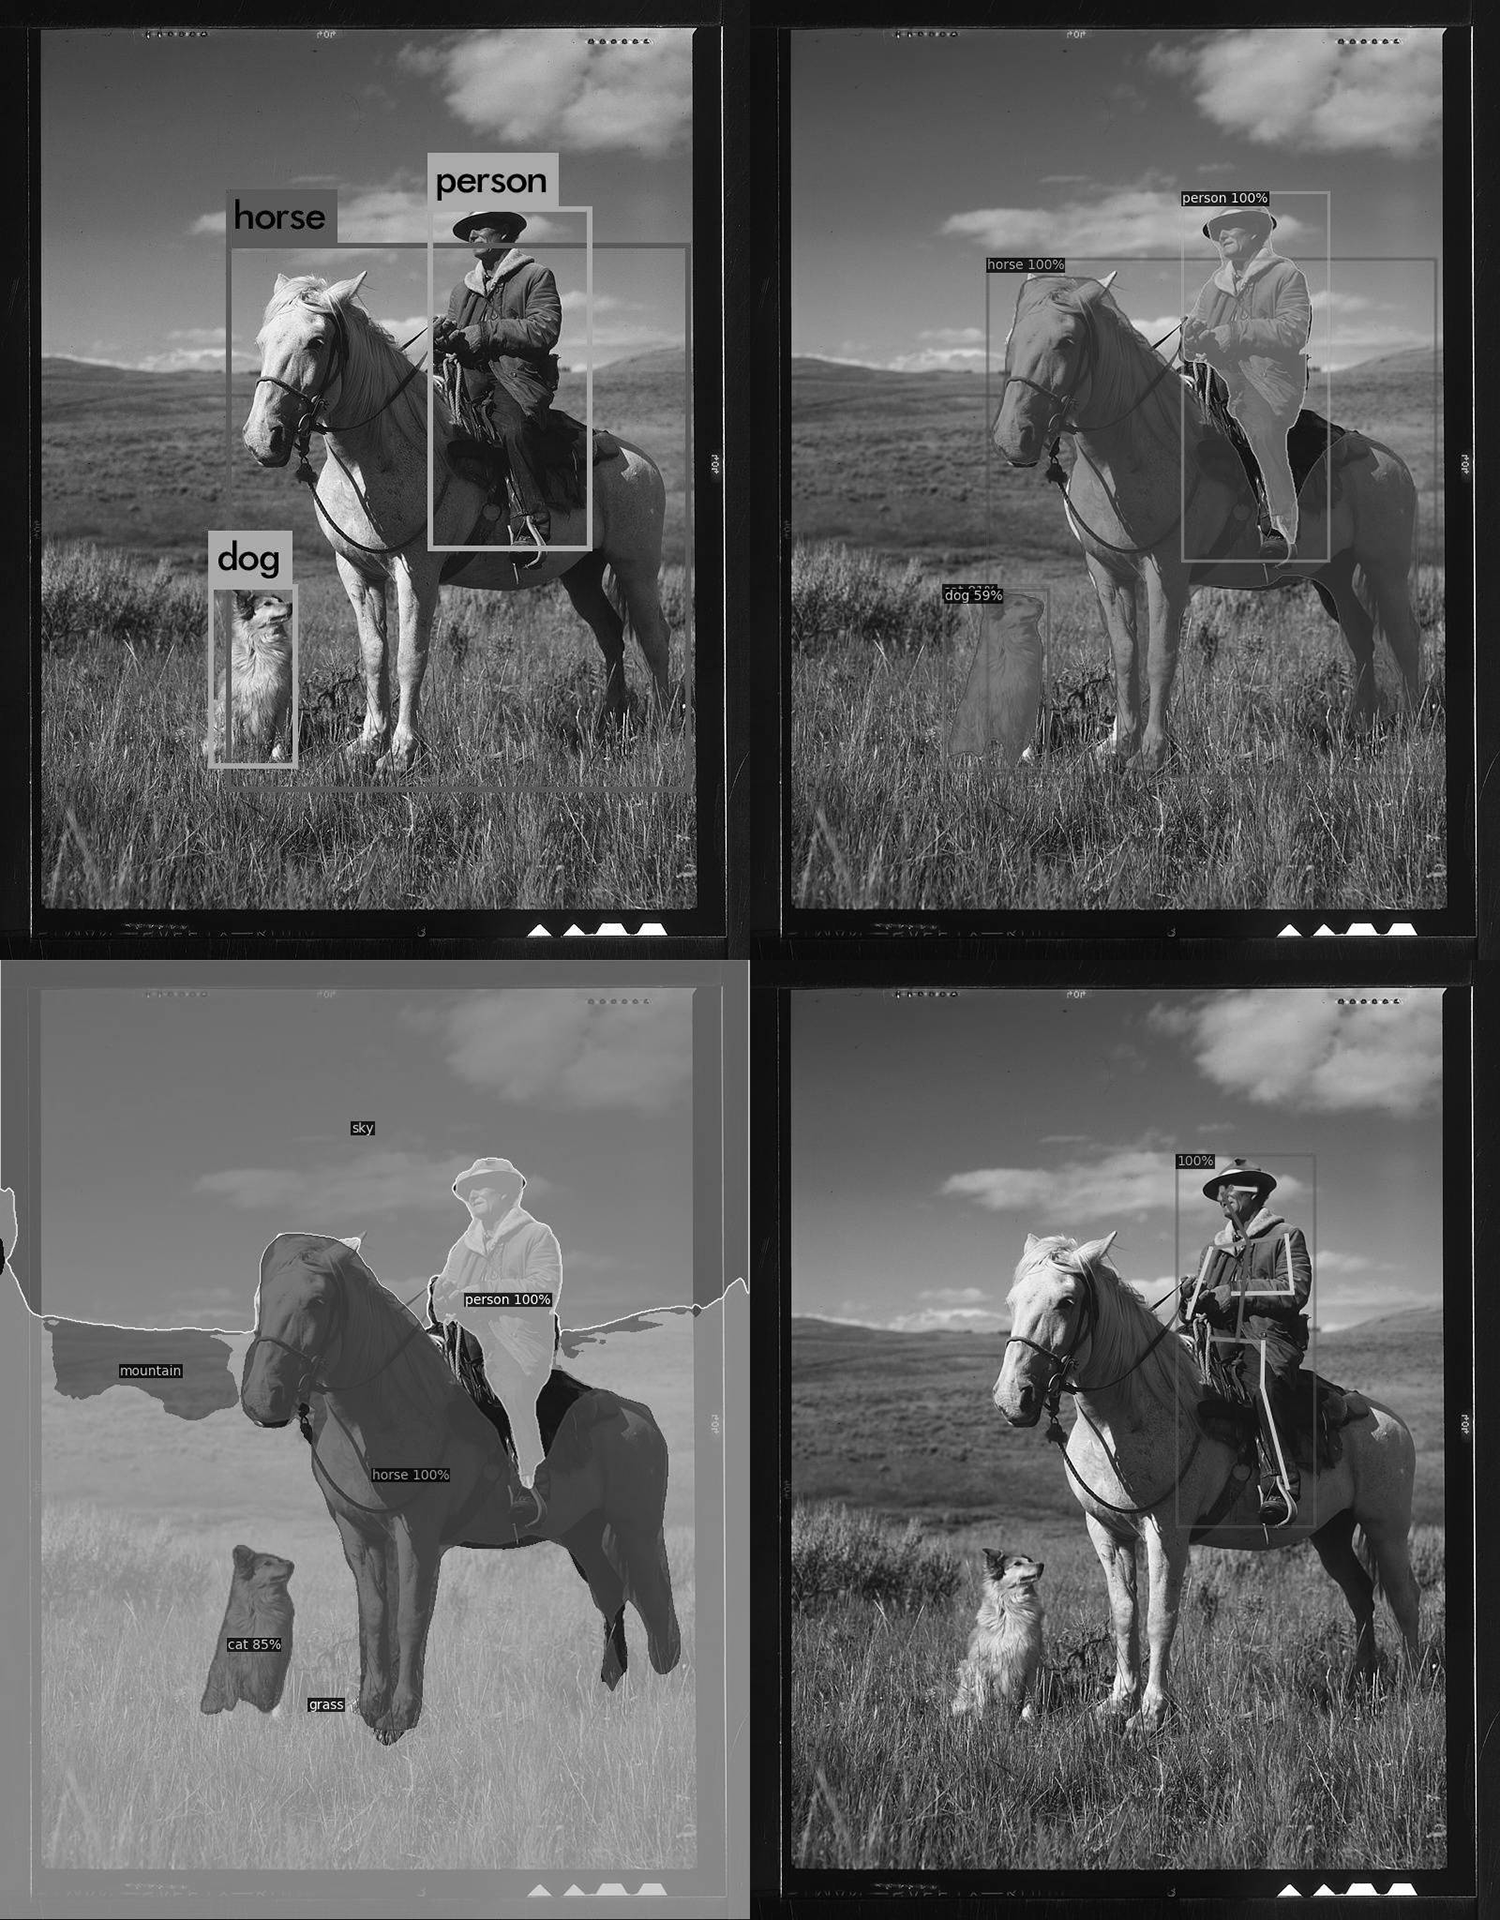 person
horse
dog
person 100%
horse 100%
dog 59%
sky
person 100%
mountain
horse 100%
cat 85%
grass
100%